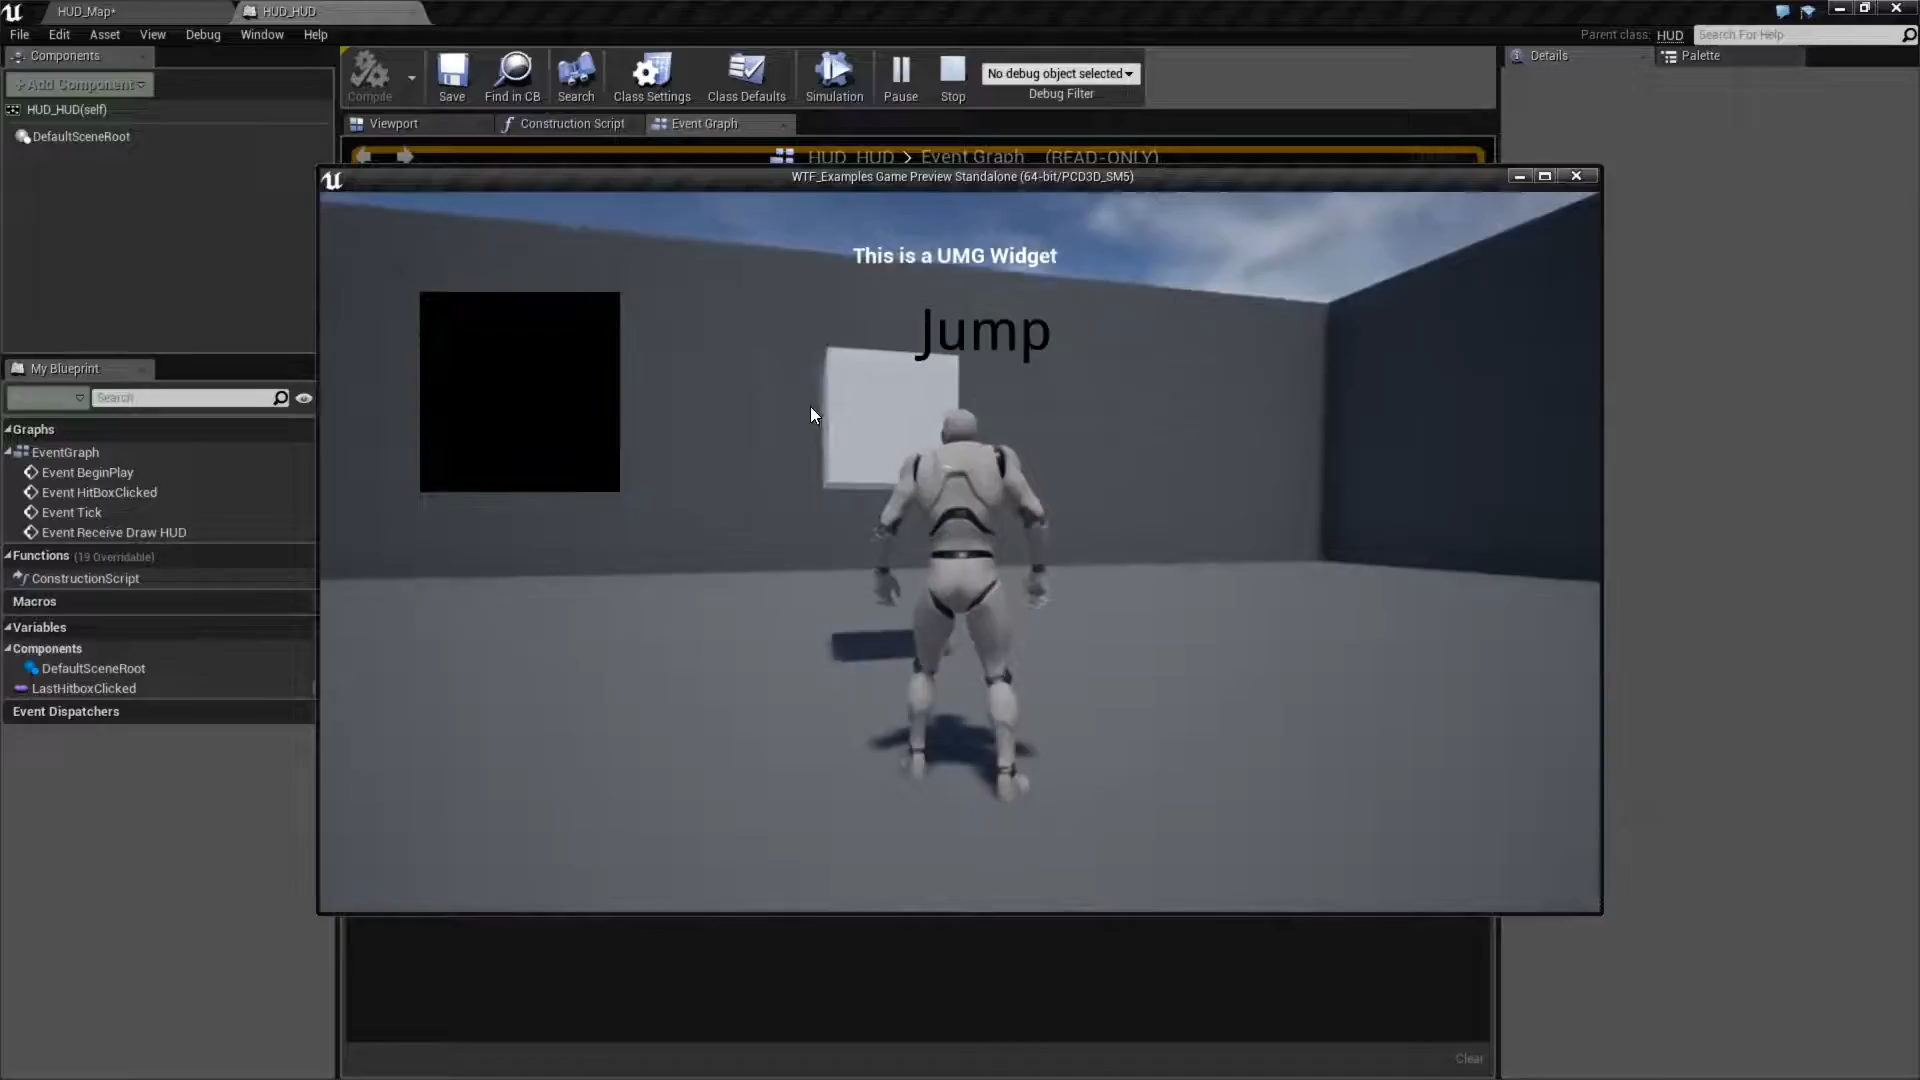 HUD_Map*
HUD_HUD
File Edit Asset View Debug Window Help
Parent class: HUD
Search For Help
Components
+Add Component
HUD_HUD(self)
DefaultSceneRoot
Compile
Save
Find in CB
Search
Class Settings
Class Defaults
Simulation
Pause
Stop
No debug object selected
Debug Filter
Details
Palette
Viewport
Construction Script
Event Graph
HUD_HUD > Event Graph (READ-ONLY)
WTF_Examples Game Preview Standalone (64-bit/PCD3D_SM5)
This is a UMG Widget
Jump
My Blueprint
Search
Graphs
EventGraph
Event BeginPlay
Event HitBoxClicked
Event Tick
Event Receive Draw HUD
Functions (19 Overridable)
ConstructionScript
Macros
Variables
Components
DefaultSceneRoot
LastHitboxClicked
Event Dispatchers
Clear